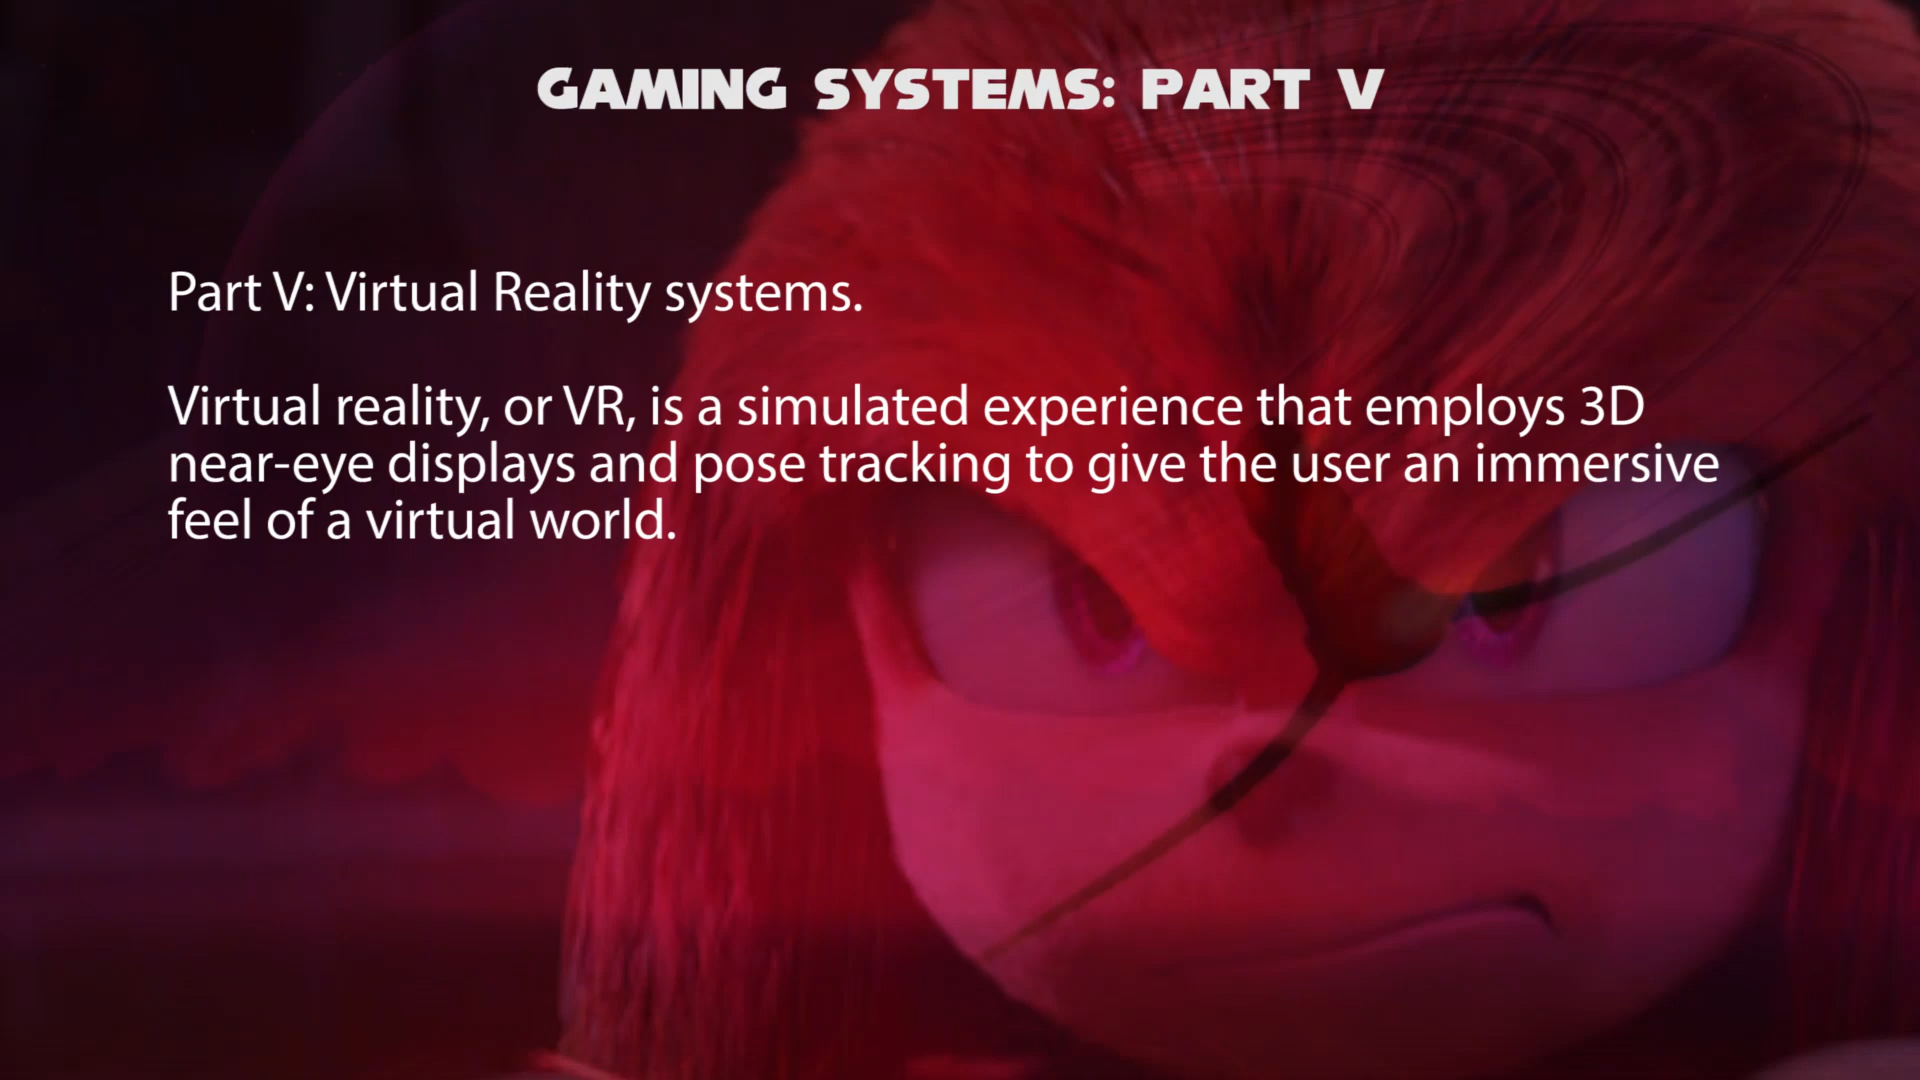 GAMING SYSTEMS: PART V
Part V: Virtual Reality systems.
Virtual reality, or VR, is a simulated experience that employs 3D
near-eye displays and pose tracking to give the user an immersive
feel of a virtual world.